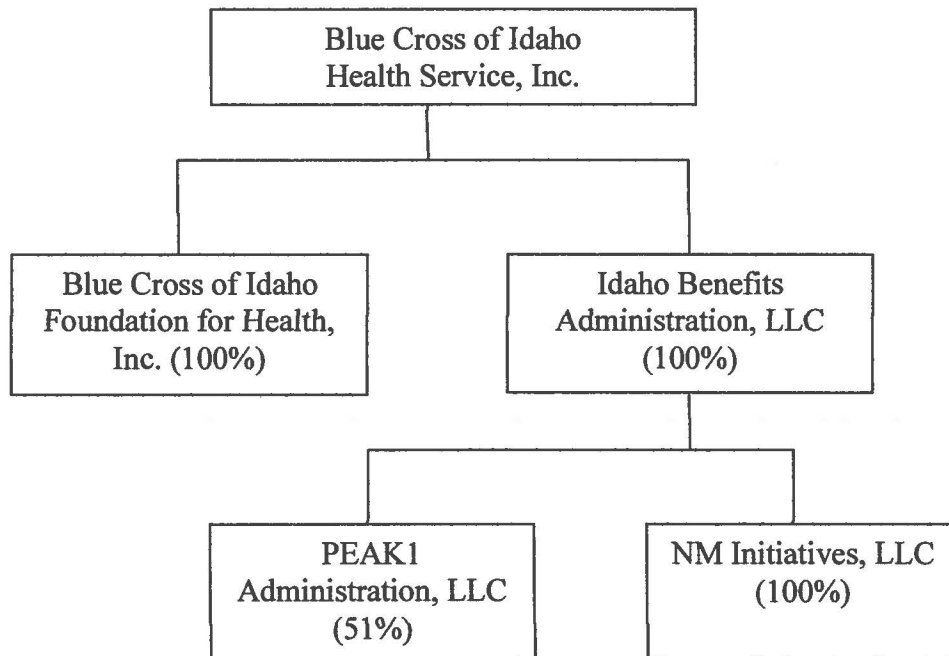 Blue Cross of Idaho
Health Service, Inc.
Blue Cross of Idaho
Foundation for Health,
Inc. (100%)
Idaho Benefits
Administration, LLC
(100%)
PEAK1
Administration, LLC
(51%)
NM Initiatives, LLC
(100%)